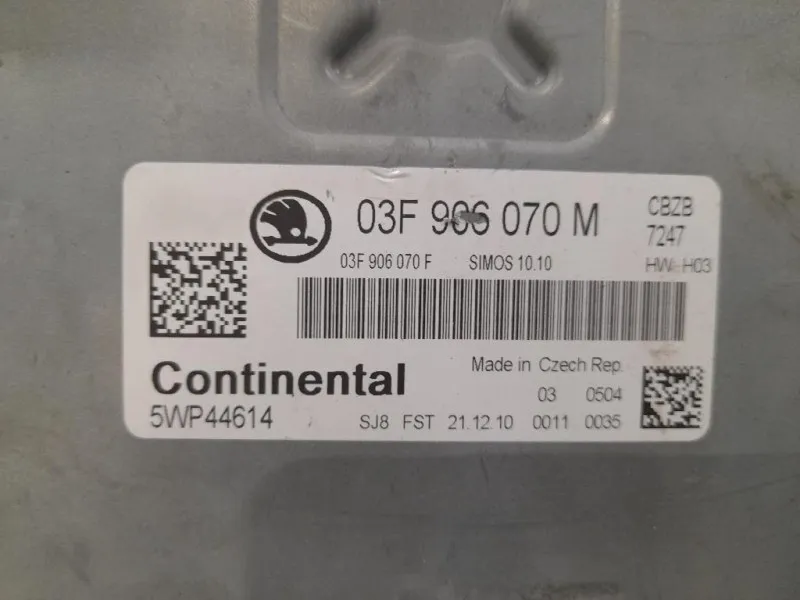 03F 906 070 M
CBZB
7247
03F 906 070 F SIMOS 10.10
HW: H03
Made in Czech Rep.
Continental
03 0504
5WP44614
SJ8 FST 21.12.10 0011 0035